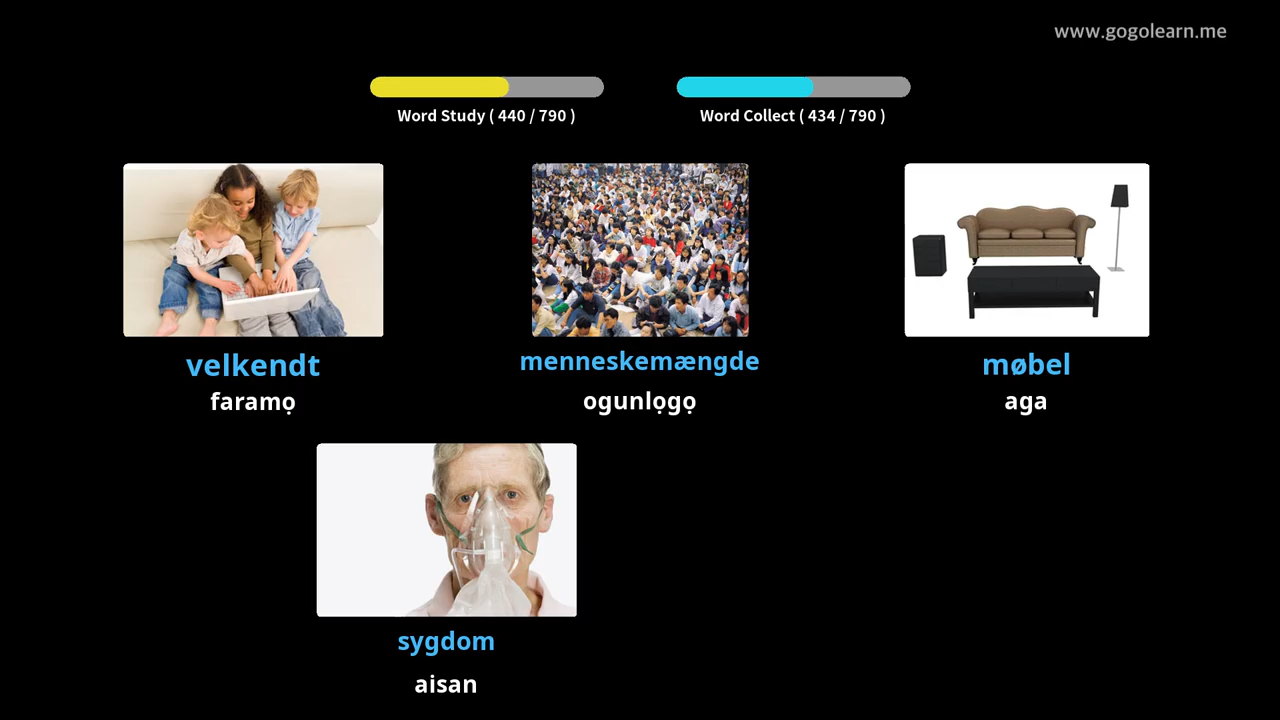 www.gogolearn.me
Word Study ( 440 / 790 )
Word Collect ( 434 / 790 )
velkendt
faramọ
menneskemængde
ogunlọgọ
møbel
aga
sygdom
aisan